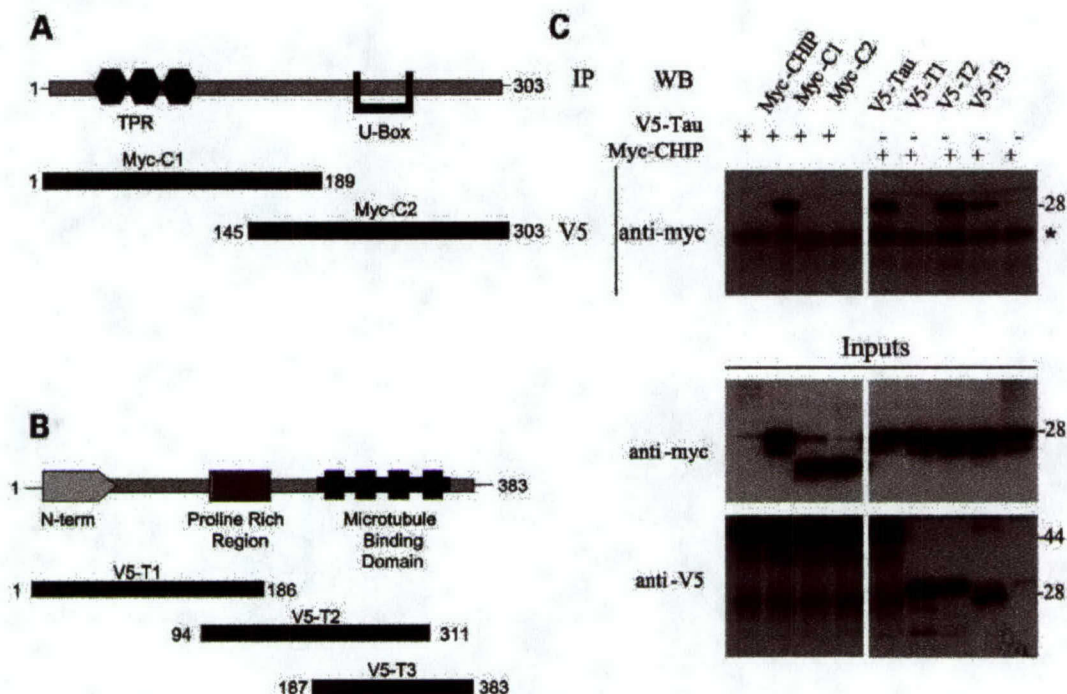 A
1
303
TPR
U-Box
Myc-C1
1
189
Myc-C2
145
303
B
1
383
N-term
Proline Rich
Region
Microtubule
Binding
Domain
V5-T1
1
186
V5-T2
94
311
V5-T3
187
383
C
IP
WB
Myc-CHIP
Myc-C1
Myc-C2
V5-Tau
V5-T1
V5-T2
V5-T3
V5-Tau + + + + - - - - -
Myc-CHIP + + + + +
V5
anti-myc
-28
*
Inputs
anti-myc
-28
anti-V5
-44
-28